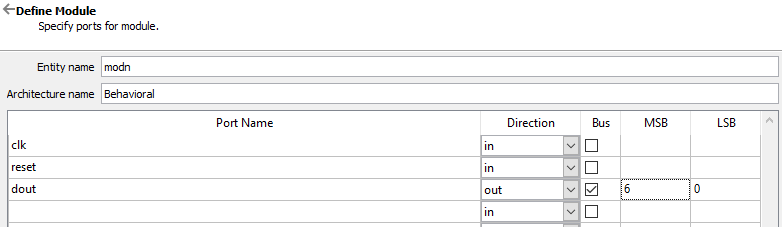 Define Module
Specify ports for module.
Entity name modn
Architecture name Behavioral
Port Name Direction Bus MSB LSB
clk in
reset in
dout out 6 0
in